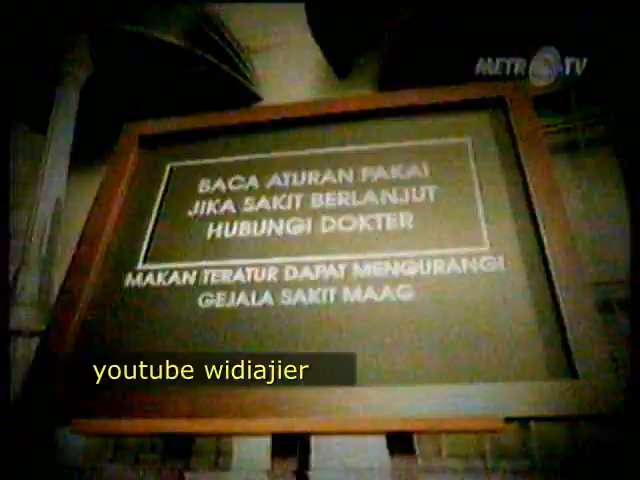 METRO TV
BACA ATURAN PAKAI
JIKA SAKIT BERLANJUT
HUBUNGI DOKTER
MAKAN TERATUR DAPAT MENGURANGI
GEJALA SAKIT MAAG
youtube widiajier